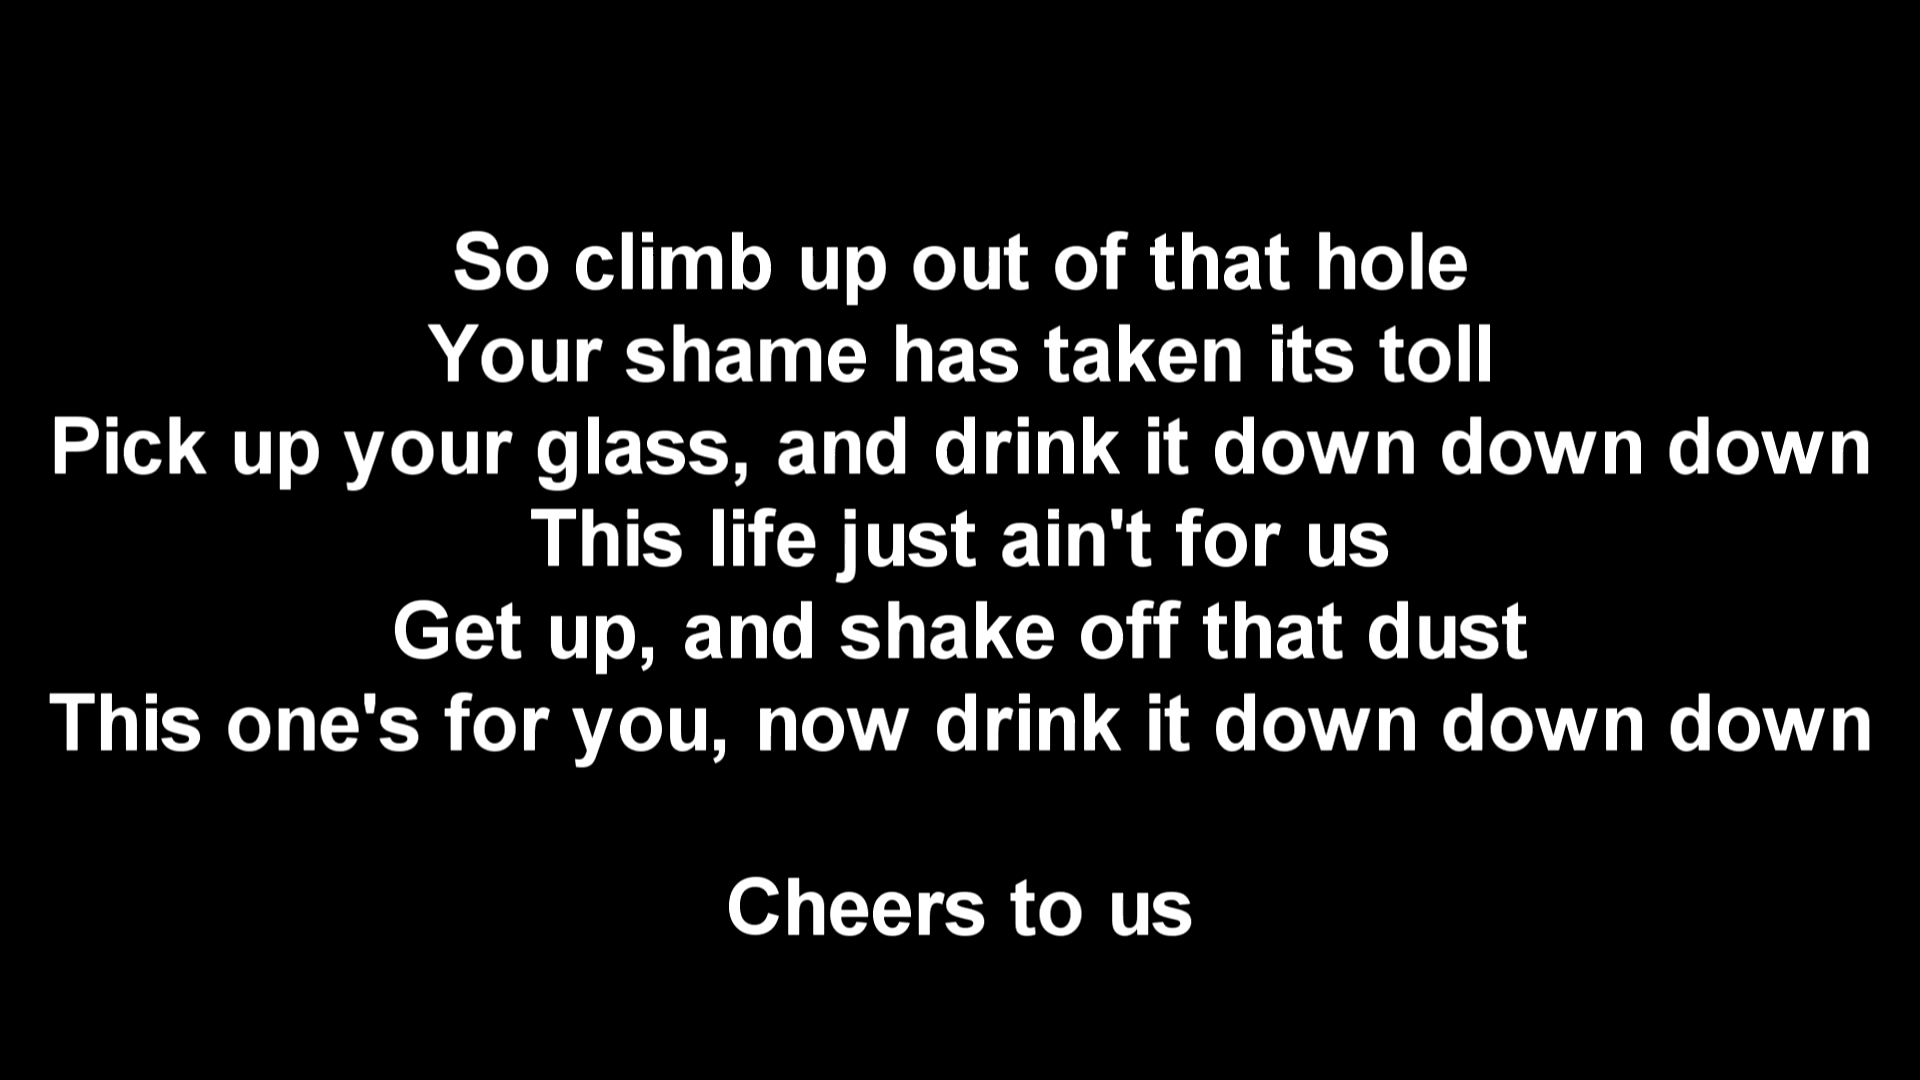 So climb up out of that hole
Your shame has taken its toll
Pick up your glass, and drink it down down down
This life just ain't for us
Get up, and shake off that dust
This one's for you, now drink it down down down
Cheers to us